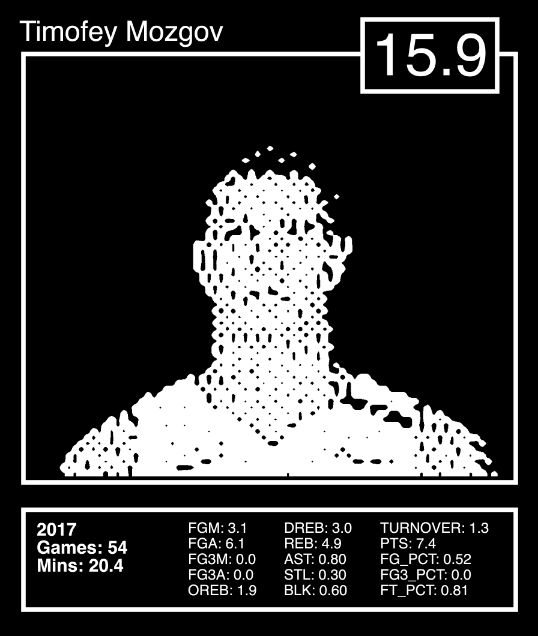 Timofey Mozgov
15.9
2017
Games: 54
Mins: 20.4
FGM: 3.1
FGA: 6.1
FG3M: 0.0
FG3A: 0.0
OREB: 1.9
DREB: 3.0
REB: 4.9
AST: 0.80
STL: 0.30
BLK: 0.60
TURNOVER: 1.3
PTS: 7.4
FG_PCT: 0.52
FG3_PCT: 0.0
FT_PCT: 0.81